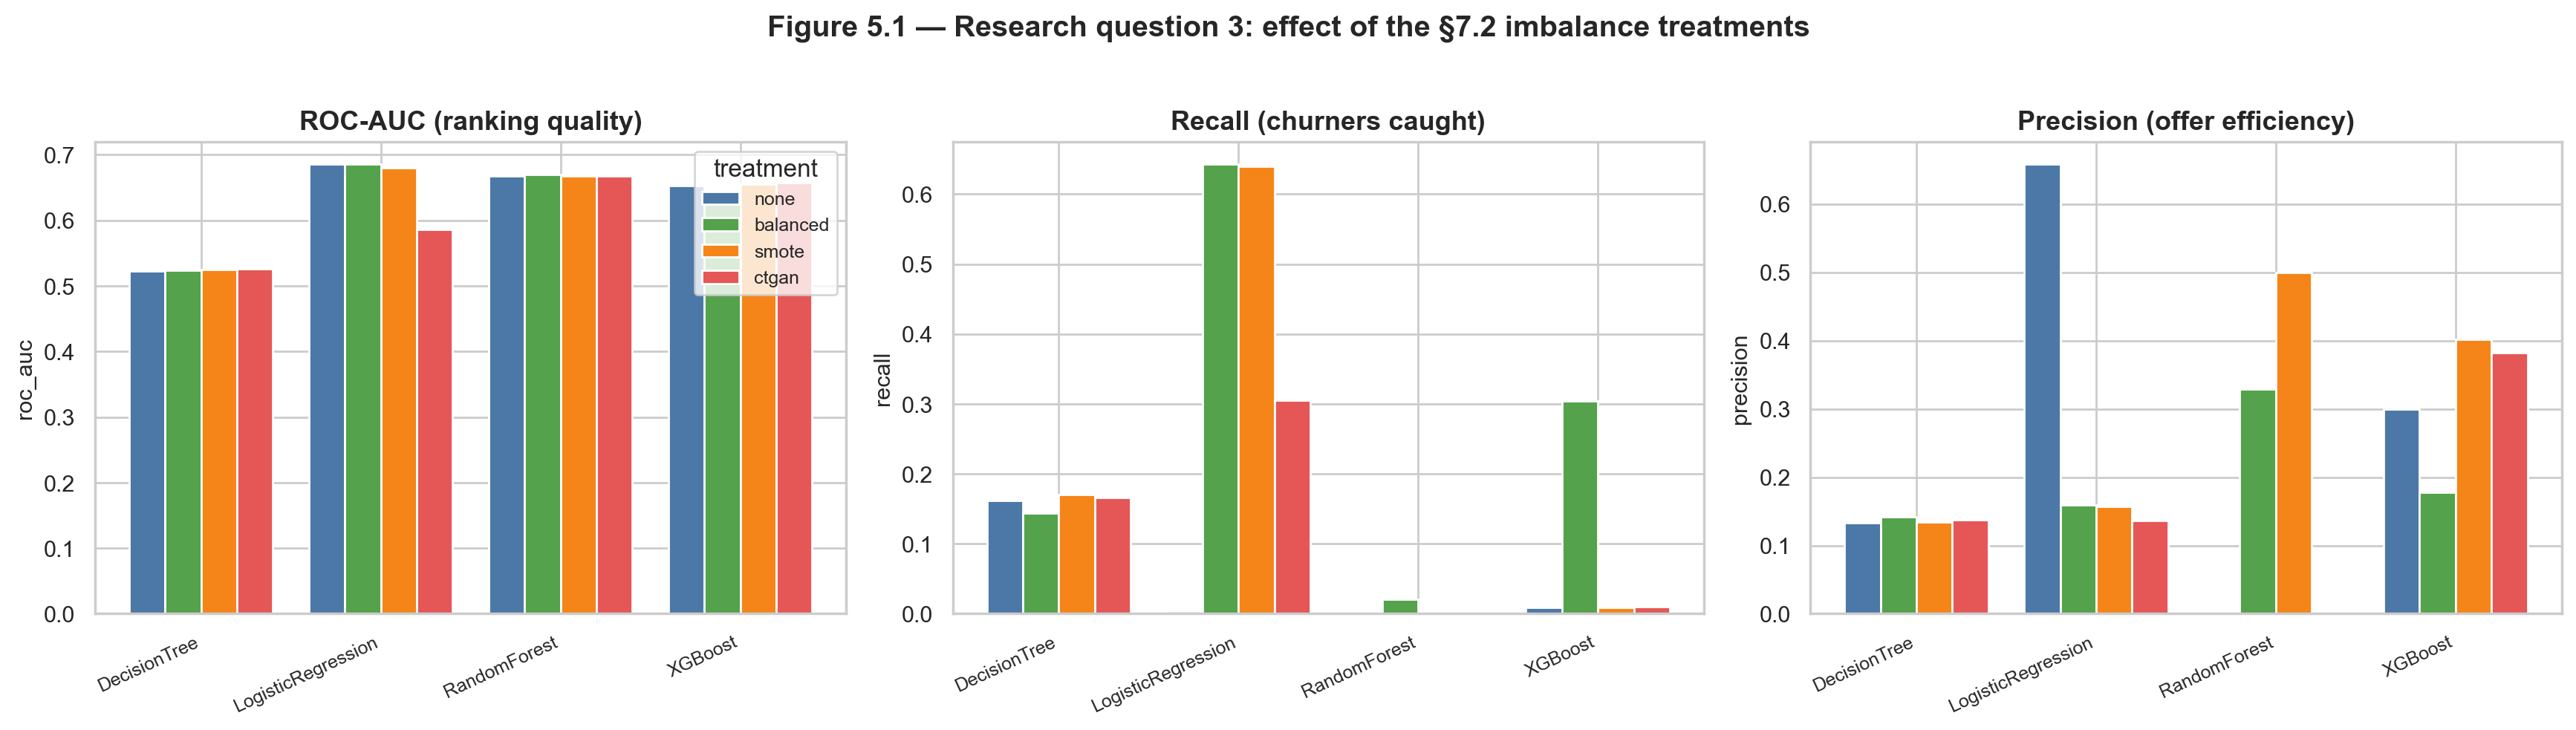 Figure 5.1 — Research question 3: effect of the §7.2 imbalance treatments
ROC-AUC (ranking quality)
roc_auc
0.7
0.6
0.5
0.4
0.3
0.2
0.1
0.0
treatment
none
balanced
smote
ctgan
DecisionTree
LogisticRegression
RandomForest
XGBoost
Recall (churners caught)
recall
0.6
0.5
0.4
0.3
0.2
0.1
0.0
DecisionTree
LogisticRegression
RandomForest
XGBoost
Precision (offer efficiency)
precision
0.6
0.5
0.4
0.3
0.2
0.1
0.0
DecisionTree
LogisticRegression
RandomForest
XGBoost